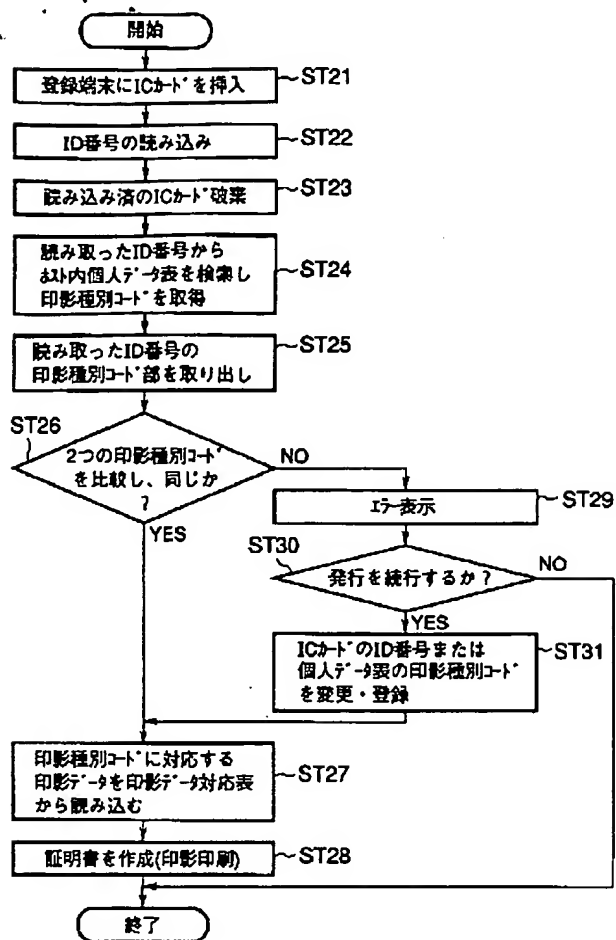 開始
登録端末にICカードを挿入
ST21
ID番号の読み込み
ST22
読み込み済のICカード破棄
ST23
読み取ったID番号から
ホスト内個人データ表を検索し
印影種別コードを取得
ST24
読み取ったID番号の
印影種別コード部を取り出し
ST25
ST26
2つの印影種別コード
を比較し、同じか
?
NO
YES
エラー表示
ST29
ST30
発行を続行するか?
NO
YES
ICカードのID番号または
個人データ表の印影種別コード
を変更・登録
ST31
印影種別コードに対応する
印影データを印影データ対応表
から読み込む
ST27
証明書を作成(印影印刷)
ST28
終了